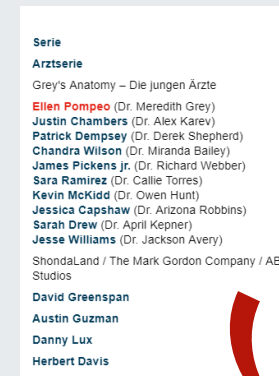 Serie
Arztserie
Grey's Anatomy – Die jungen Ärzte
Ellen Pompeo (Dr. Meredith Grey)
Justin Chambers (Dr. Alex Karev)
Patrick Dempsey (Dr. Derek Shepherd)
Chandra Wilson (Dr. Miranda Bailey)
James Pickens jr. (Dr. Richard Webber)
Sara Ramirez (Dr. Callie Torres)
Kevin McKidd (Dr. Owen Hunt)
Jessica Capshaw (Dr. Arizona Robbins)
Sarah Drew (Dr. April Kepner)
Jesse Williams (Dr. Jackson Avery)
ShondaLand / The Mark Gordon Company / AB
Studios
David Greenspan
Austin Guzman
Danny Lux
Herbert Davis